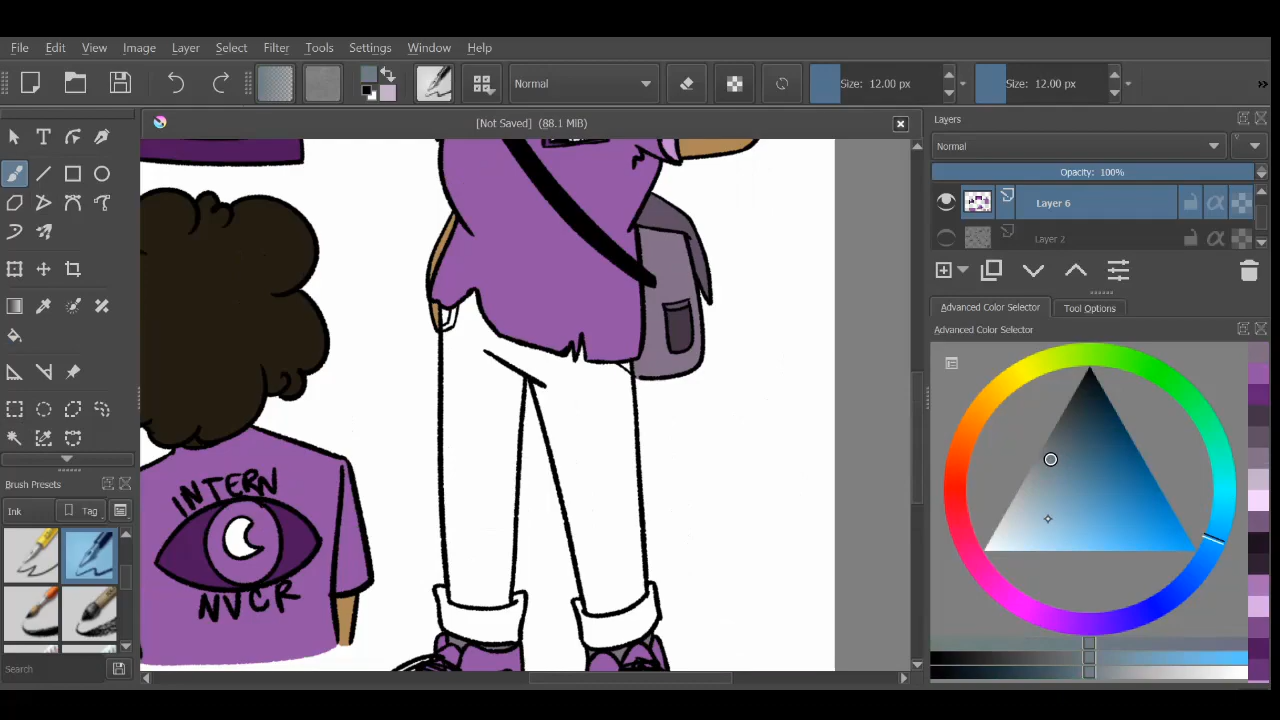 File Edit View Image Layer Select Filter Tools Settings Window Help
Normal
Size: 12.00 px
Size: 12.00 px
[Not Saved] (88.1 MiB)
Layers
Normal
Opacity: 100%
Layer 6
Layer 2
Advanced Color Selector
Tool Options
Advanced Color Selector
INTERN
NVCR
Brush Presets
Ink
Tag
Search